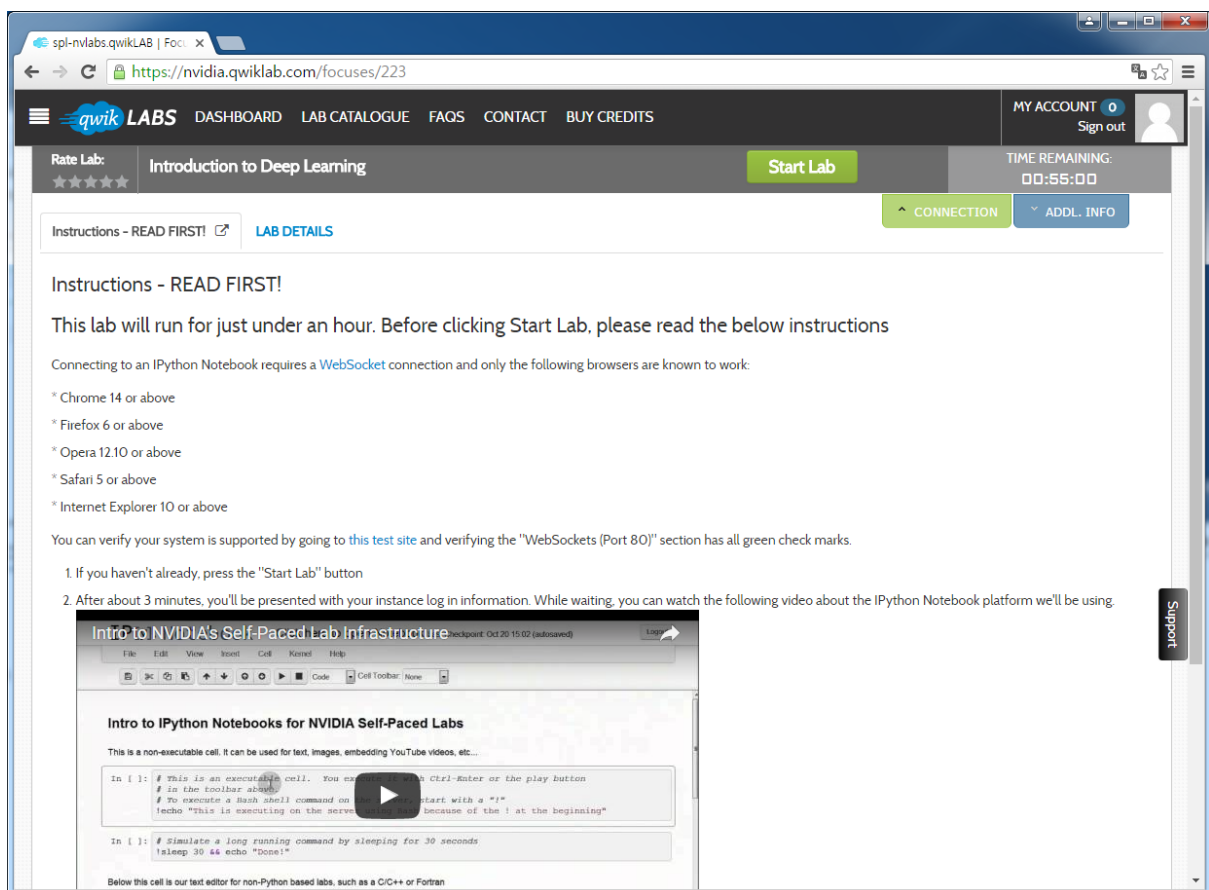 spl-nvlabs.qwikLAB | Focu
https://nvidia.qwiklab.com/focuses/223
qwik LABS DASHBOARD LAB CATALOGUE FAQS CONTACT BUY CREDITS
MY ACCOUNT 0
Sign out
Rate Lab:
Introduction to Deep Learning
Start Lab
TIME REMAINING:
00:55:00
CONNECTION
ADDL. INFO
Instructions - READ FIRST!
LAB DETAILS
Instructions - READ FIRST!
This lab will run for just under an hour. Before clicking Start Lab, please read the below instructions
Connecting to an IPython Notebook requires a WebSocket connection and only the following browsers are known to work:
* Chrome 14 or above
* Firefox 6 or above
* Opera 12.10 or above
* Safari 5 or above
* Internet Explorer 10 or above
You can verify your system is supported by going to this test site and verifying the "WebSockets (Port 80)" section has all green check marks.
1. If you haven't already, press the "Start Lab" button
2. After about 3 minutes, you'll be presented with your instance log in information. While waiting, you can watch the following video about the IPython Notebook platform we'll be using.
Support
Intro to NVIDIA's Self-Paced Lab Infrastructure
Checkpoint: Oct 20 15:02 (autosaved)
File Edit View Insert Cell Kernel Help
Code Cell Toolbar: None
Intro to IPython Notebooks for NVIDIA Self-Paced Labs
This is a non-executable cell. It can be used for text, images, embedding YouTube videos, etc...
In [ ]: # This is an executable cell. You execute it with Ctrl-Enter or the play button
# in the toolbar above.
# To execute a Bash shell command on the server, start with a "!"
!echo "This is executing on the server because of the ! at the beginning"
In [ ]: # Simulate a long running command by sleeping for 30 seconds
!sleep 30 && echo "Done!"
Below this cell is our text editor for non-Python based labs, such as a C/C++ or Fortran